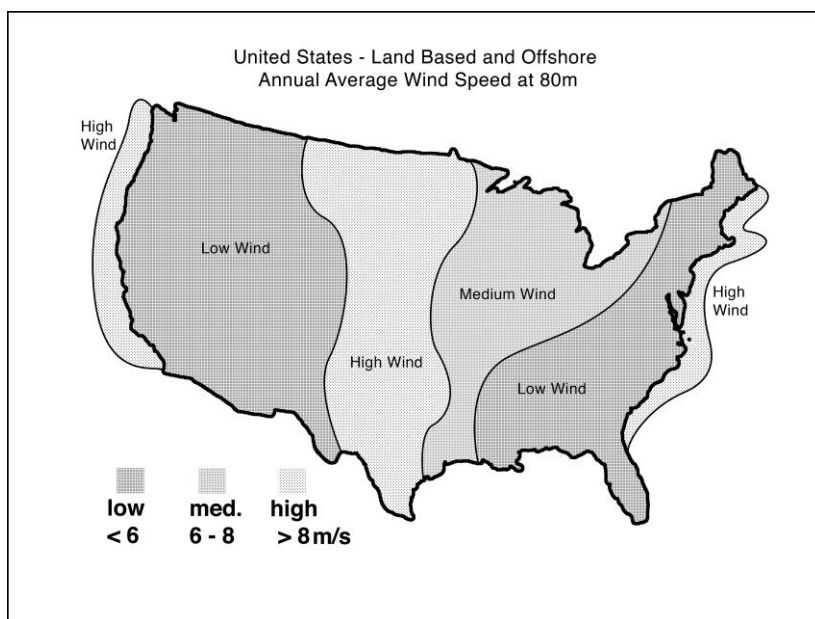 United States - Land Based and Offshore
Annual Average Wind Speed at 80m
High
Wind
Low Wind
Medium Wind
High
Wind
High Wind
Low Wind
low med. high
< 6 6 - 8 > 8 m/s